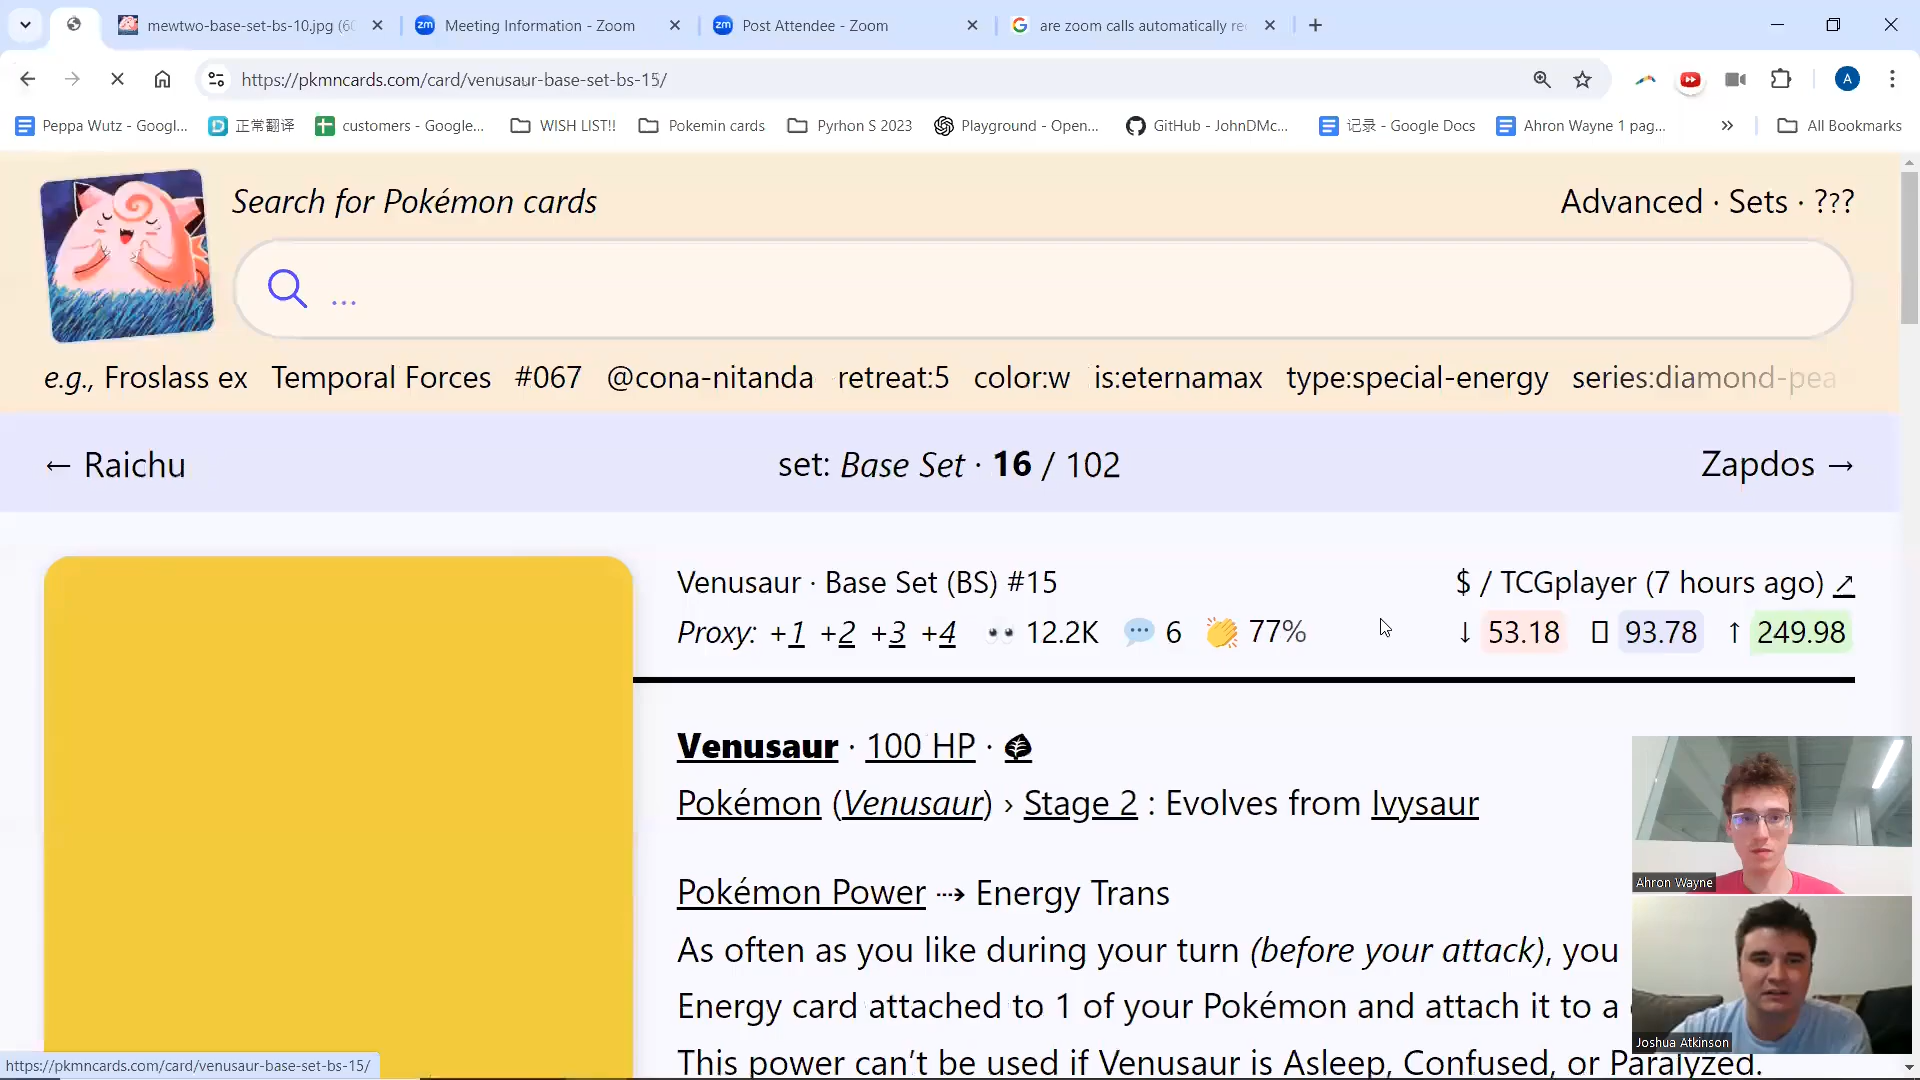 mewtwo-base-set-bs-10.jpg (60
Meeting Information - Zoom
Post Attendee - Zoom
are zoom calls automatically re
https://pkmncards.com/card/venusaur-base-set-bs-15/
A
Peppa Wutz - Googl...
正常翻译
customers - Google...
WISH LIST!!
Pokemin cards
Pyrhon S 2023
Playground - Open...
GitHub - JohnDMc...
记录 - Google Docs
Ahron Wayne 1 pag...
All Bookmarks
Search for Pokémon cards
Advanced · Sets · ???
...
e.g., Froslass ex Temporal Forces #067 @cona-nitanda retreat:5 color:w is:eternamax type:special-energy series:diamond-pea
← Raichu
set: Base Set · 16 / 102
Zapdos →
Venusaur · Base Set (BS) #15
$ / TCGplayer (7 hours ago) ↗
Proxy: +1 +2 +3 +4 👀 12.2K 💬 6 👏 77%
↓ 53.18 ▯ 93.78 ↑ 249.98
Venusaur · 100 HP ·
Pokémon (Venusaur) › Stage 2 : Evolves from Ivysaur
Pokémon Power ⇢ Energy Trans
As often as you like during your turn (before your attack), you
Energy card attached to 1 of your Pokémon and attach it to a
This power can't be used if Venusaur is Asleep, Confused, or Paralyzed.
Ahron Wayne
Joshua Atkinson
https://pkmncards.com/card/venusaur-base-set-bs-15/